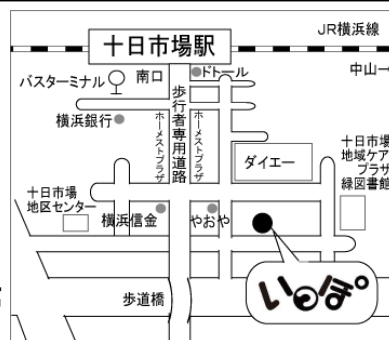 JR横浜線
十日市場駅
中山→
バスターミナル
南口
ドトール
歩行者専用道路
横浜銀行
ホーメストプラザ
ホーメストプラザ
ダイエー
十日市場
地域ケア
プラザ
緑図書館
十日市場
地区センター
横浜信金
やおや
いっぽ
歩道橋